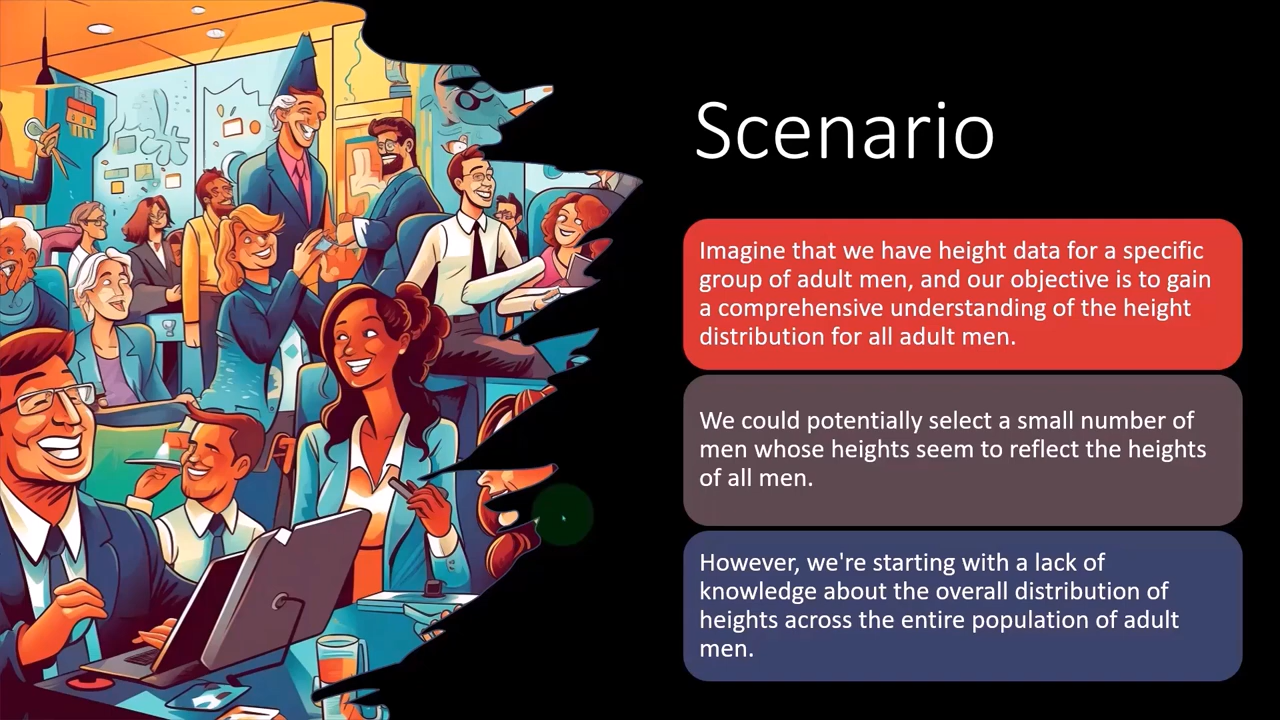 Scenario
Imagine that we have height data for a specific
group of adult men, and our objective is to gain
a comprehensive understanding of the height
distribution for all adult men.
We could potentially select a small number of
men whose heights seem to reflect the heights
of all men.
However, we're starting with a lack of
knowledge about the overall distribution of
heights across the entire population of adult
men.